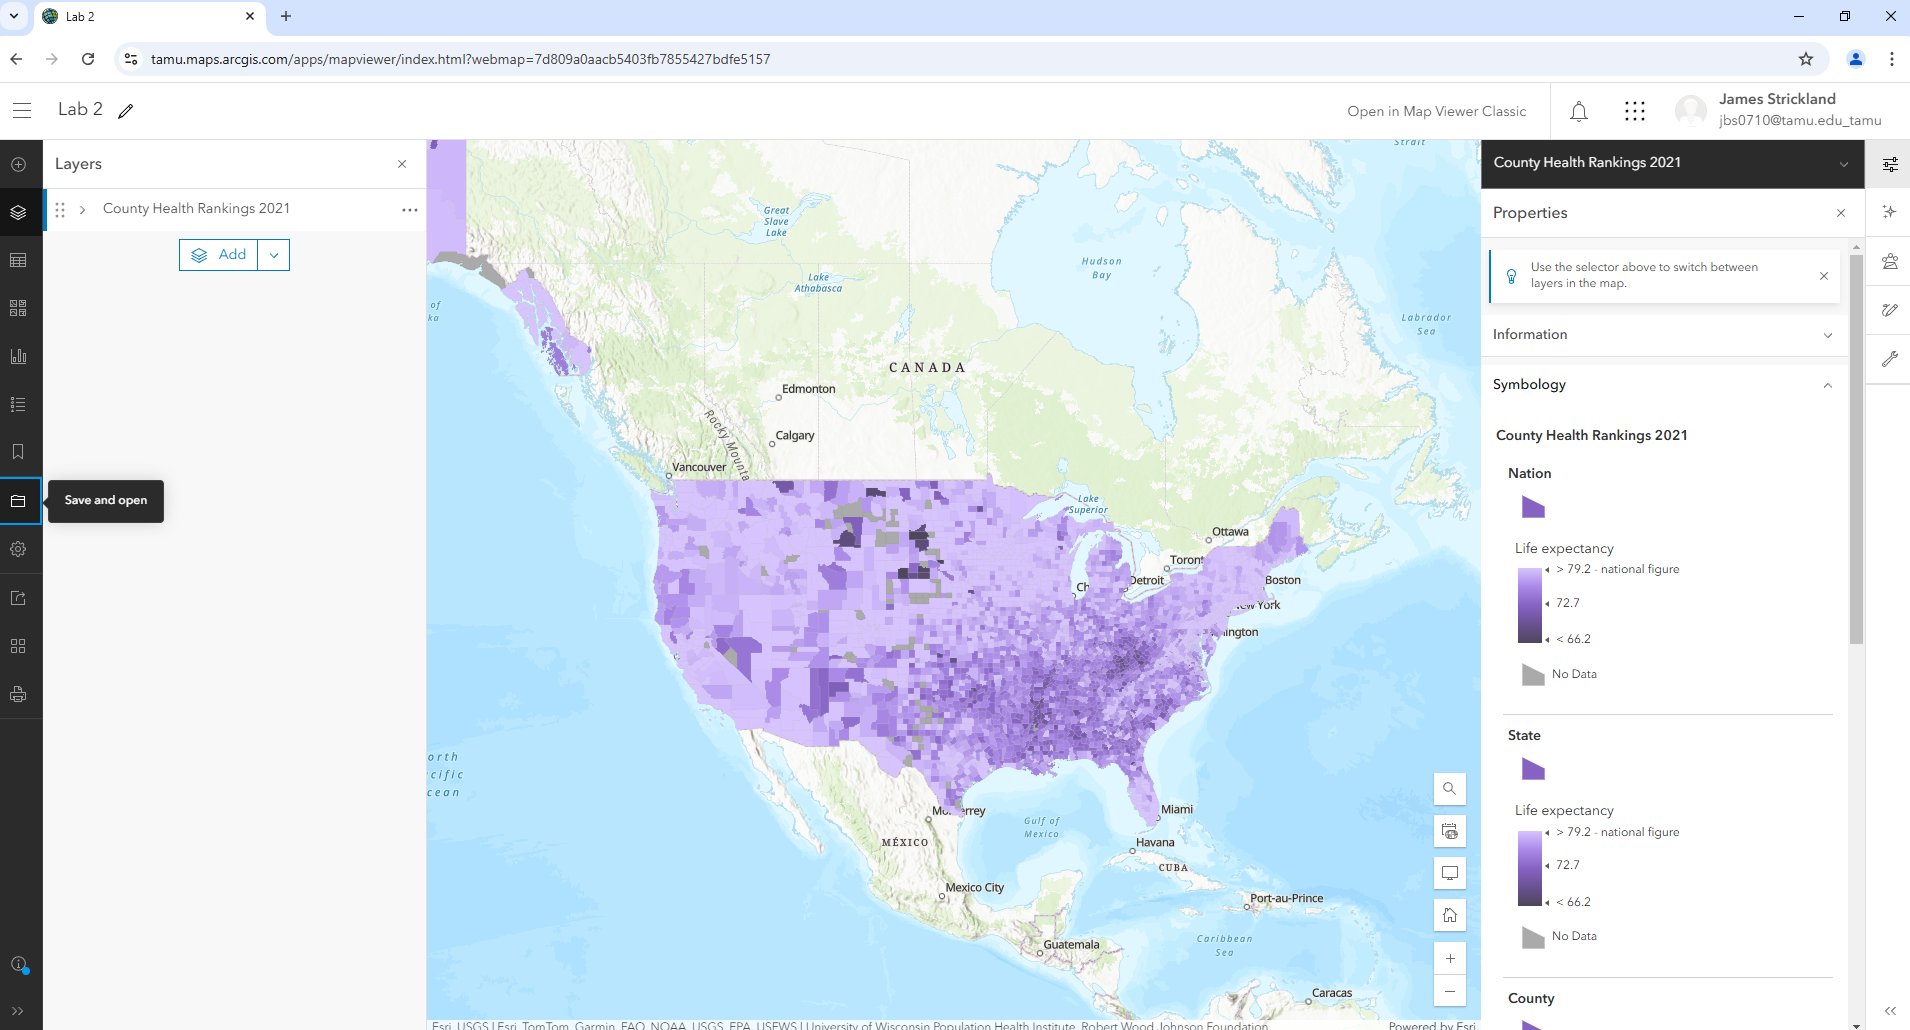 Lab 2
tamu.maps.arcgis.com/apps/mapviewer/index.html?webmap=7d809a0aacb5403fb7855427bdfe5157
Lab 2
Open in Map Viewer Classic
James Strickland
jbs0710@tamu.edu_tamu
Layers
County Health Rankings 2021
Add
Save and open
Strait
Great
Slave
Lake
Lake
Athabasca
Hudson
Bay
Labrador
Sea
of
ka
CANADA
Edmonton
Calgary
Rocky Mounta
Vancouver
Lake
Superior
Ottawa
Toront
Ch
Detroit
Boston
New York
ington
orth
cific
cean
Monterrey
Gulf of
Mexico
Miami
MÉXICO
Havana
CUBA
Mexico City
Port-au-Prince
Guatemala
Caribbean
Sea
Caracas
Esri, USGS | Esri, TomTom, Garmin, FAO, NOAA, USGS, EPA, USFWS | University of Wisconsin Population Health Institute, Robert Wood Johnson Foundation
Powered by Esri
County Health Rankings 2021
Properties
Use the selector above to switch between
layers in the map.
Information
Symbology
County Health Rankings 2021
Nation
Life expectancy
> 79.2 - national figure
72.7
< 66.2
No Data
State
Life expectancy
> 79.2 - national figure
72.7
< 66.2
No Data
County